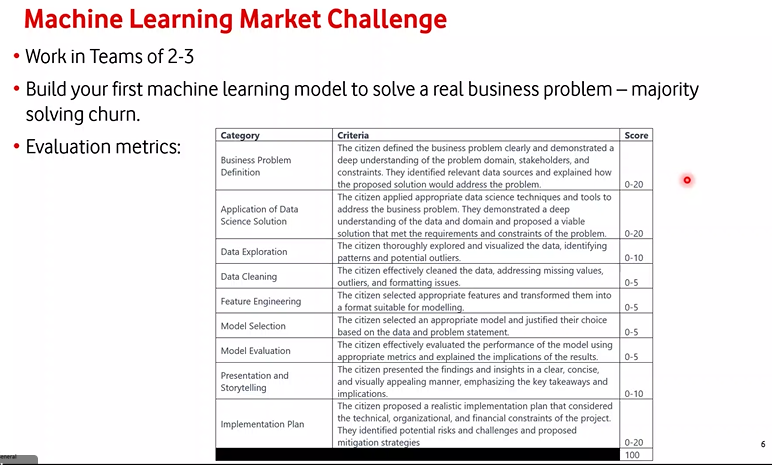 Machine Learning Market Challenge
• Work in Teams of 2-3
• Build your first machine learning model to solve a real business problem – majority
solving churn.
• Evaluation metrics:
Category Criteria Score
Business Problem
Definition
The citizen defined the business problem clearly and demonstrated a
deep understanding of the problem domain, stakeholders, and
constraints. They identified relevant data sources and explained how
the proposed solution would address the problem.
0-20
Application of Data
Science Solution
The citizen applied appropriate data science techniques and tools to
address the business problem. They demonstrated a deep
understanding of the data and domain and proposed a viable
solution that met the requirements and constraints of the problem.
0-20
Data Exploration
The citizen thoroughly explored and visualized the data, identifying
patterns and potential outliers.
0-10
Data Cleaning
The citizen effectively cleaned the data, addressing missing values,
outliers, and formatting issues.
0-5
Feature Engineering
The citizen selected appropriate features and transformed them into
a format suitable for modelling.
0-5
Model Selection
The citizen selected an appropriate model and justified their choice
based on the data and problem statement.
0-5
Model Evaluation
The citizen effectively evaluated the performance of the model using
appropriate metrics and explained the implications of the results.
0-5
Presentation and
Storytelling
The citizen presented the findings and insights in a clear, concise,
and visually appealing manner, emphasizing the key takeaways and
implications.
0-10
Implementation Plan
The citizen proposed a realistic implementation plan that considered
the technical, organizational, and financial constraints of the project.
They identified potential risks and challenges and proposed
mitigation strategies
0-20
100
6
eneral